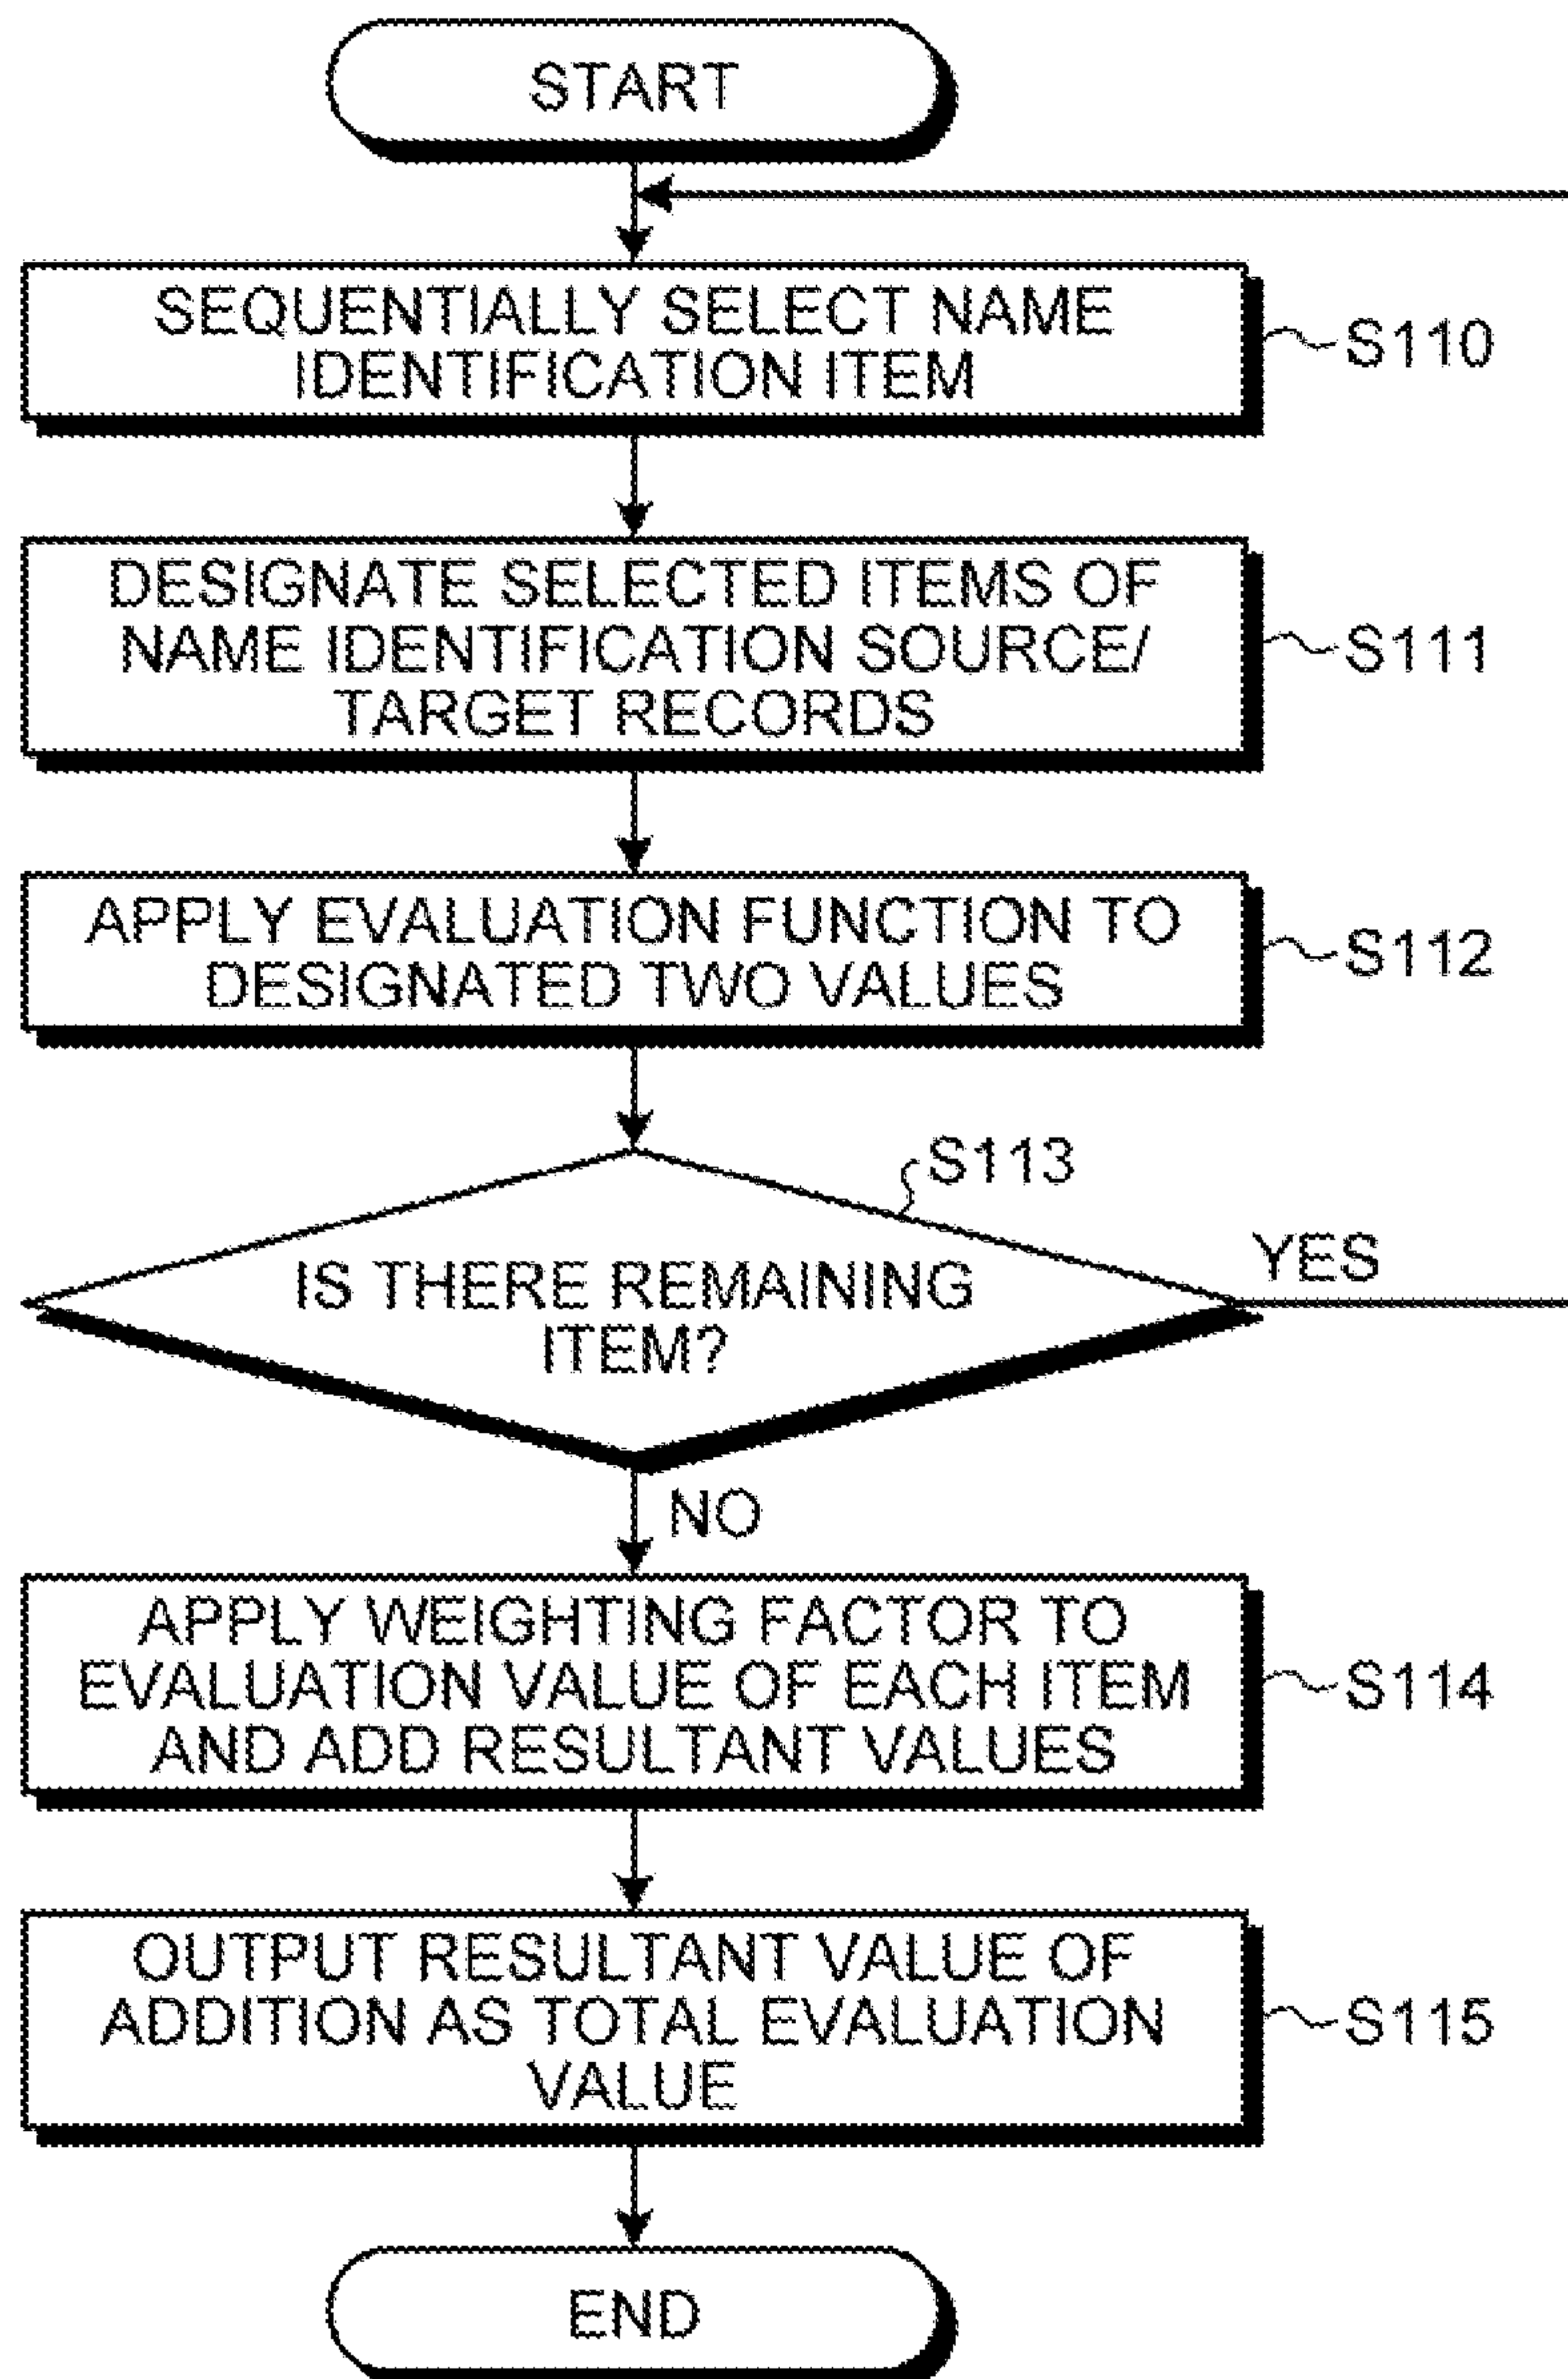 START
SEQUENTIALLY SELECT NAME
IDENTIFICATION ITEM
S110
DESIGNATE SELECTED ITEMS OF
NAME IDENTIFICATION SOURCE/
TARGET RECORDS
S111
APPLY EVALUATION FUNCTION TO
DESIGNATED TWO VALUES
S112
S113
IS THERE REMAINING
ITEM?
YES
NO
APPLY WEIGHTING FACTOR TO
EVALUATION VALUE OF EACH ITEM
AND ADD RESULTANT VALUES
S114
OUTPUT RESULTANT VALUE OF
ADDITION AS TOTAL EVALUATION
VALUE
S115
END